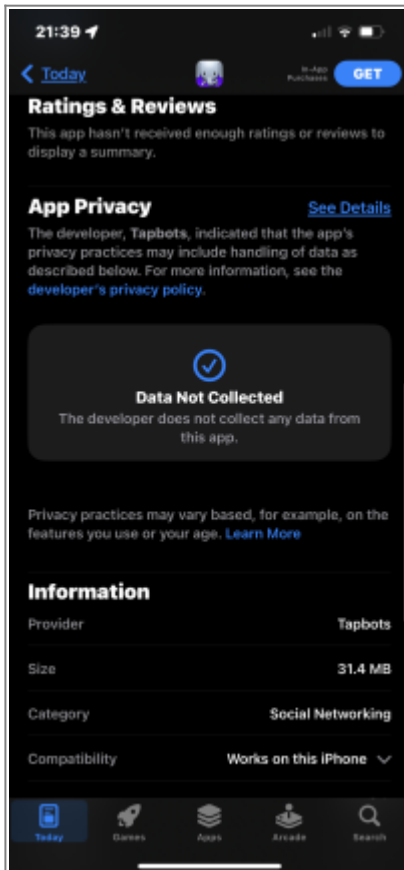 21:39
Today
In-App
Purchases
GET
Ratings & Reviews
This app hasn't received enough ratings or reviews to
display a summary.
App Privacy
See Details
The developer, Tapbots, indicated that the app's
privacy practices may include handling of data as
described below. For more information, see the
developer's privacy policy.
Data Not Collected
The developer does not collect any data from
this app.
Privacy practices may vary based, for example, on the
features you use or your age. Learn More
Information
Provider Tapbots
Size 31.4 MB
Category Social Networking
Compatibility Works on this iPhone
Today Games Apps Arcade Search